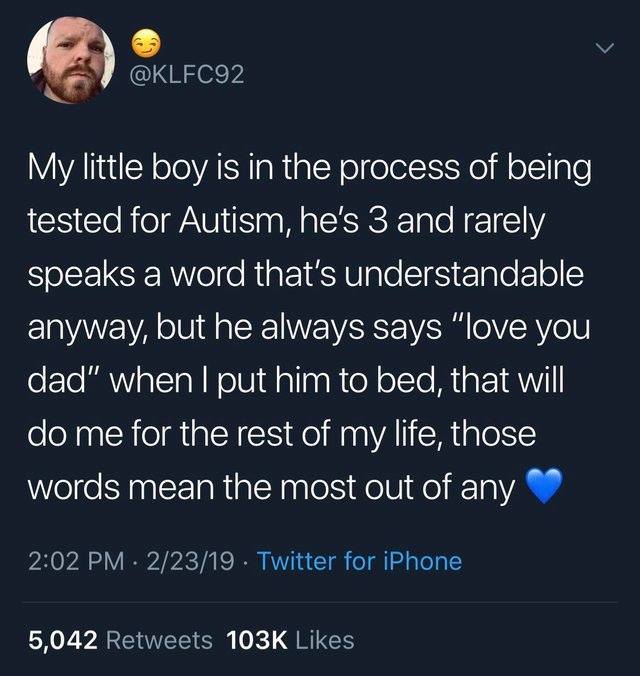 😏
@KLFC92
My little boy is in the process of being
tested for Autism, he's 3 and rarely
speaks a word that's understandable
anyway, but he always says "love you
dad" when I put him to bed, that will
do me for the rest of my life, those
words mean the most out of any 💙
2:02 PM · 2/23/19 · Twitter for iPhone
5,042 Retweets 103K Likes